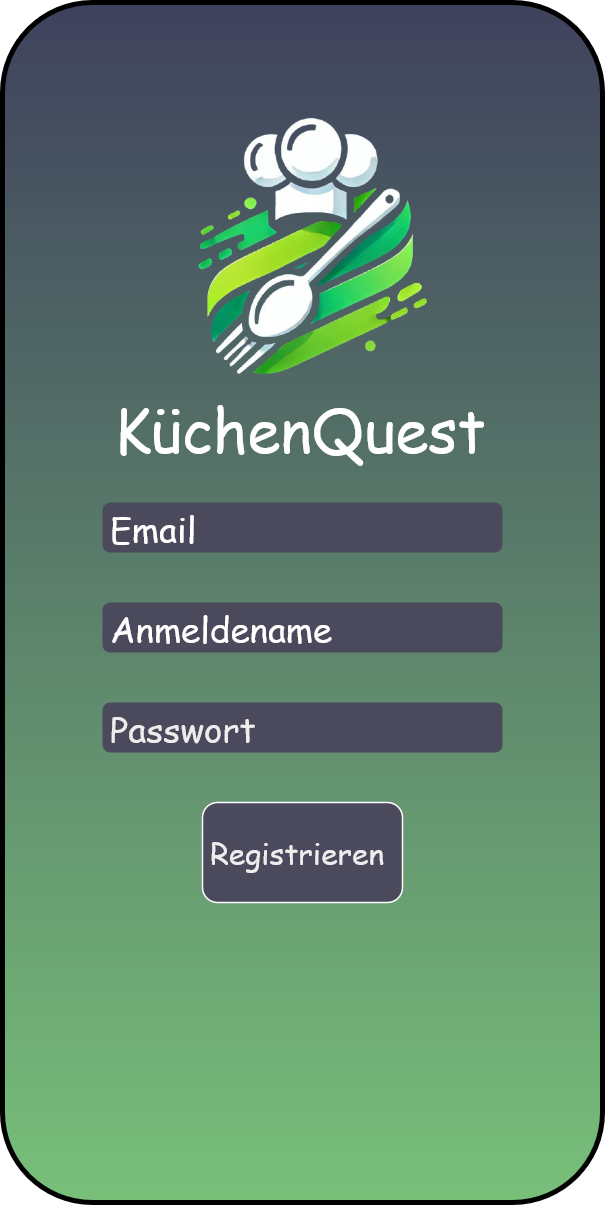 KüchenQuest
Email
Anmeldename
Passwort
Registrieren